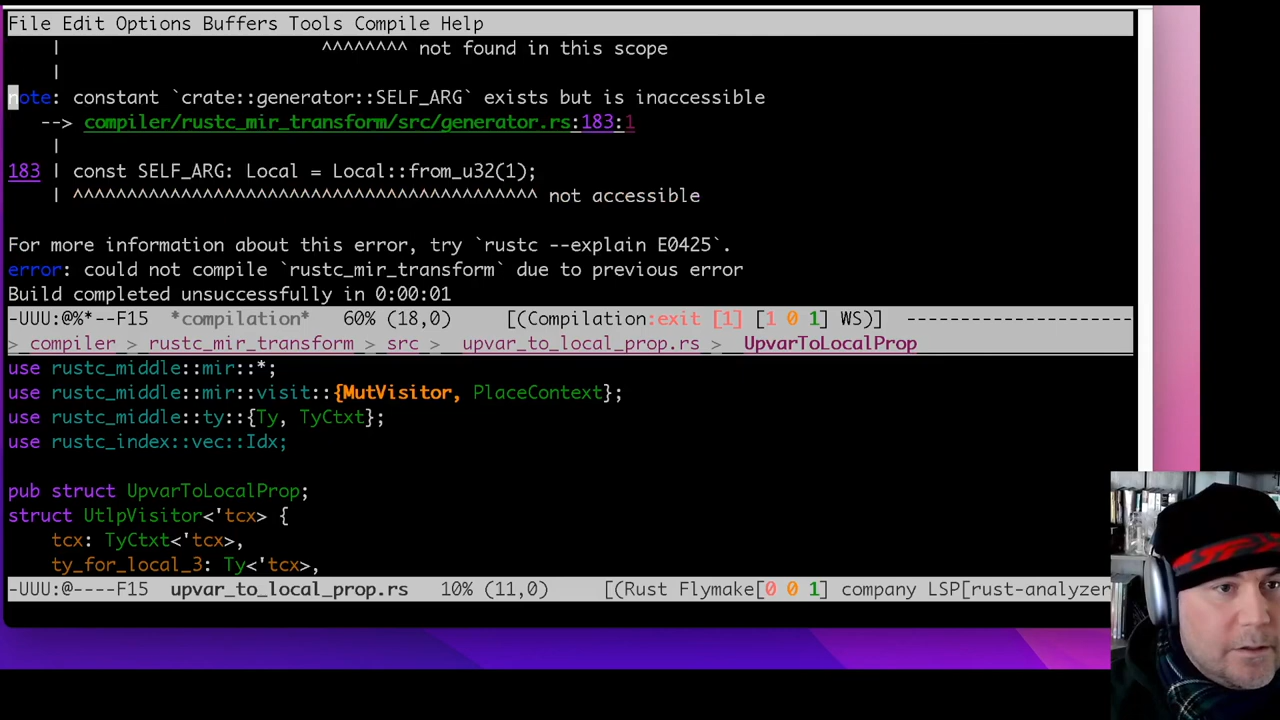 File Edit Options Buffers Tools Compile Help
| ^^^^^^^^ not found in this scope
|
note: constant `crate::generator::SELF_ARG` exists but is inaccessible
--> compiler/rustc_mir_transform/src/generator.rs:183:1
|
183 | const SELF_ARG: Local = Local::from_u32(1);
| ^^^^^^^^^^^^^^^^^^^^^^^^^^^^^^^^^^^^^^^^^^^ not accessible
For more information about this error, try `rustc --explain E0425`.
error: could not compile `rustc_mir_transform` due to previous error
Build completed unsuccessfully in 0:00:01
-UUU:@%*--F15 *compilation* 60% (18,0) [(Compilation:exit [1] [1 0 1] WS)] ---------------------
> compiler > rustc_mir_transform > src > upvar_to_local_prop.rs > UpvarToLocalProp
use rustc_middle::mir::*;
use rustc_middle::mir::visit::{MutVisitor, PlaceContext};
use rustc_middle::ty::{Ty, TyCtxt};
use rustc_index::vec::Idx;
pub struct UpvarToLocalProp;
struct UtlpVisitor<'tcx> {
tcx: TyCtxt<'tcx>,
ty_for_local_3: Ty<'tcx>,
-UUU:@----F15 upvar_to_local_prop.rs 10% (11,0) [(Rust Flymake[0 0 1] company LSP[rust-analyzer